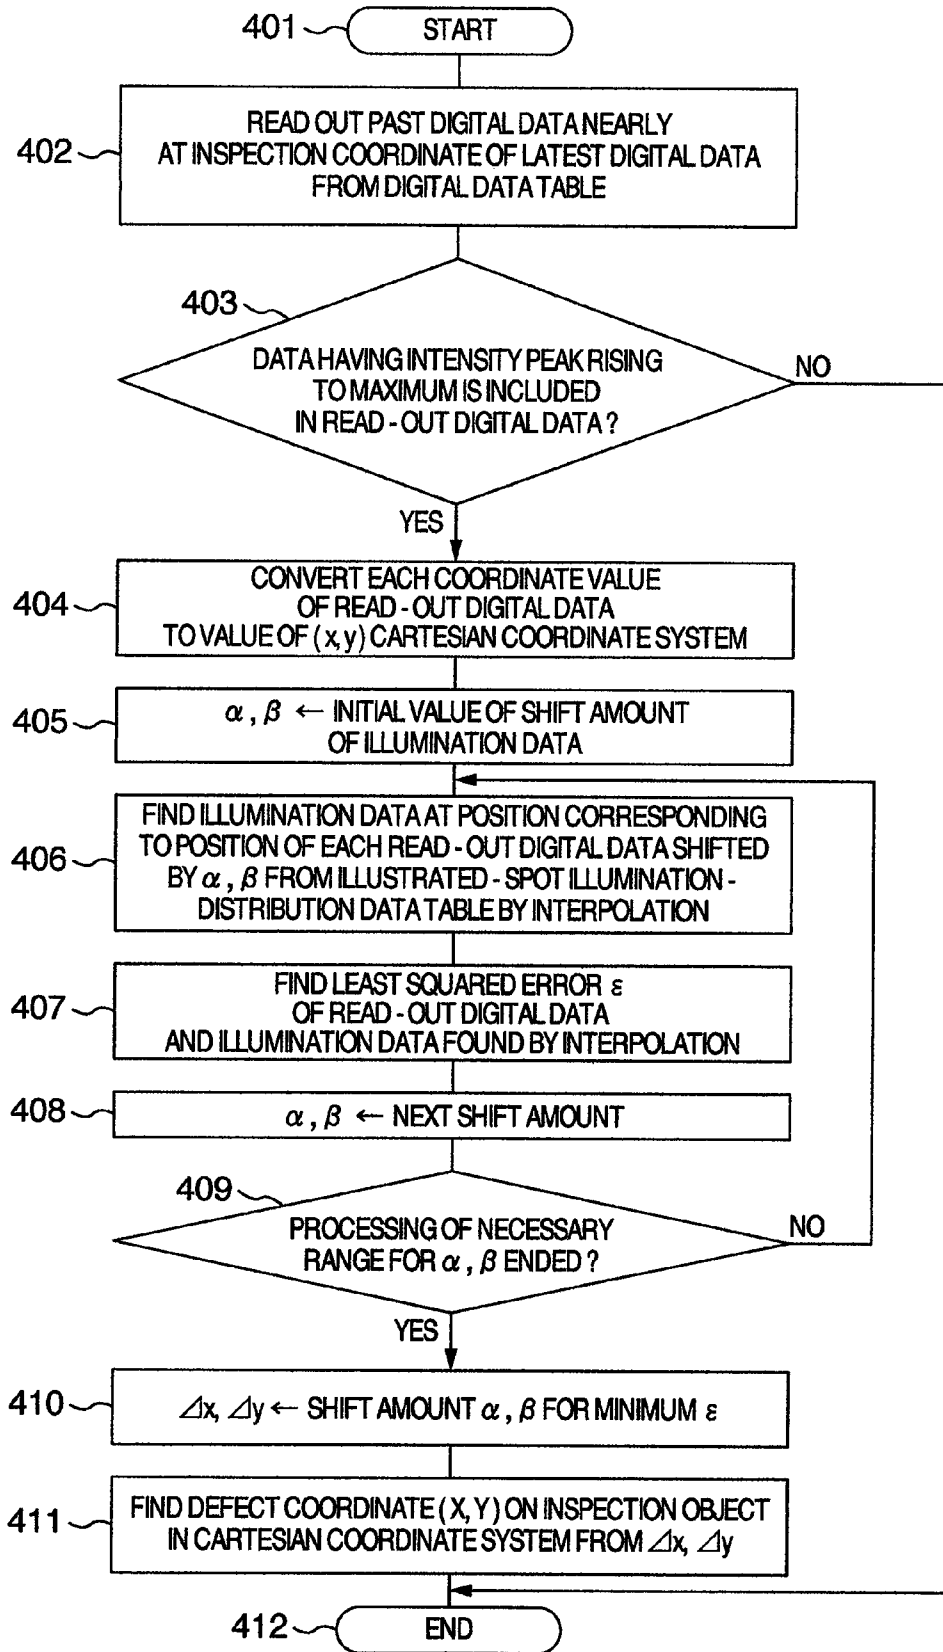 401
START
402
READ OUT PAST DIGITAL DATA NEARLY
AT INSPECTION COORDINATE OF LATEST DIGITAL DATA
FROM DIGITAL DATA TABLE
403
DATA HAVING INTENSITY PEAK RISING
TO MAXIMUM IS INCLUDED
IN READ - OUT DIGITAL DATA ?
NO
YES
404
CONVERT EACH COORDINATE VALUE
OF READ - OUT DIGITAL DATA
TO VALUE OF (x, y) CARTESIAN COORDINATE SYSTEM
405
α , β ← INITIAL VALUE OF SHIFT AMOUNT
OF ILLUMINATION DATA
406
FIND ILLUMINATION DATA AT POSITION CORRESPONDING
TO POSITION OF EACH READ - OUT DIGITAL DATA SHIFTED
BY α , β FROM ILLUSTRATED - SPOT ILLUMINATION -
DISTRIBUTION DATA TABLE BY INTERPOLATION
407
FIND LEAST SQUARED ERROR ε
OF READ - OUT DIGITAL DATA
AND ILLUMINATION DATA FOUND BY INTERPOLATION
408
α , β ← NEXT SHIFT AMOUNT
409
PROCESSING OF NECESSARY
RANGE FOR α , β ENDED ?
NO
YES
410
⊿x, ⊿y ← SHIFT AMOUNT α , β FOR MINIMUM ε
411
FIND DEFECT COORDINATE (X, Y) ON INSPECTION OBJECT
IN CARTESIAN COORDINATE SYSTEM FROM ⊿x, ⊿y
412
END